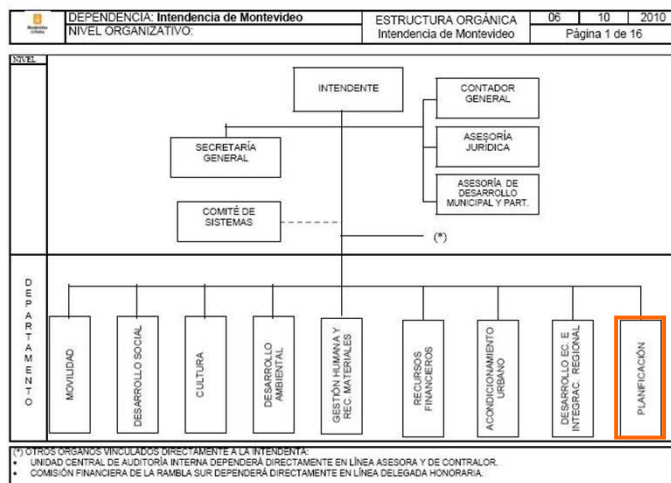 DEPENDENCIA: Intendencia de Montevideo
NIVEL ORGANIZATIVO:
ESTRUCTURA ORGÁNICA
Intendencia de Montevideo
06 10 2010
Página 1 de 16
NIVEL
INTENDENTE
CONTADOR
GENERAL
SECRETARÍA
GENERAL
ASESORÍA
JURÍDICA
ASESORÍA DE
DESARROLLO
MUNICIPAL Y PART.
COMITÉ DE
SISTEMAS
(*)
DEPARTAMENTO
MOVILIDAD
DESARROLLO SOCIAL
CULTURA
DESARROLLO
AMBIENTAL
GESTIÓN HUMANA Y
REC. MATERIALES
RECURSOS
FINANCIEROS
ACONDICIONAMIENTO
URBANO
DESARROLLO EC. E
INTEGRAC. REGIONAL
PLANIFICACIÓN
(*) OTROS ORGANOS VINCULADOS DIRECTAMENTE A LA INTENDENTA:
• UNIDAD CENTRAL DE AUDITORÍA INTERNA DEPENDERÁ DIRECTAMENTE EN LÍNEA ASESORA Y DE CONTRALOR.
• COMISIÓN FINANCIERA DE LA RAMBLA SUR DEPENDERÁ DIRECTAMENTE EN LÍNEA DELEGADA HONORARIA.